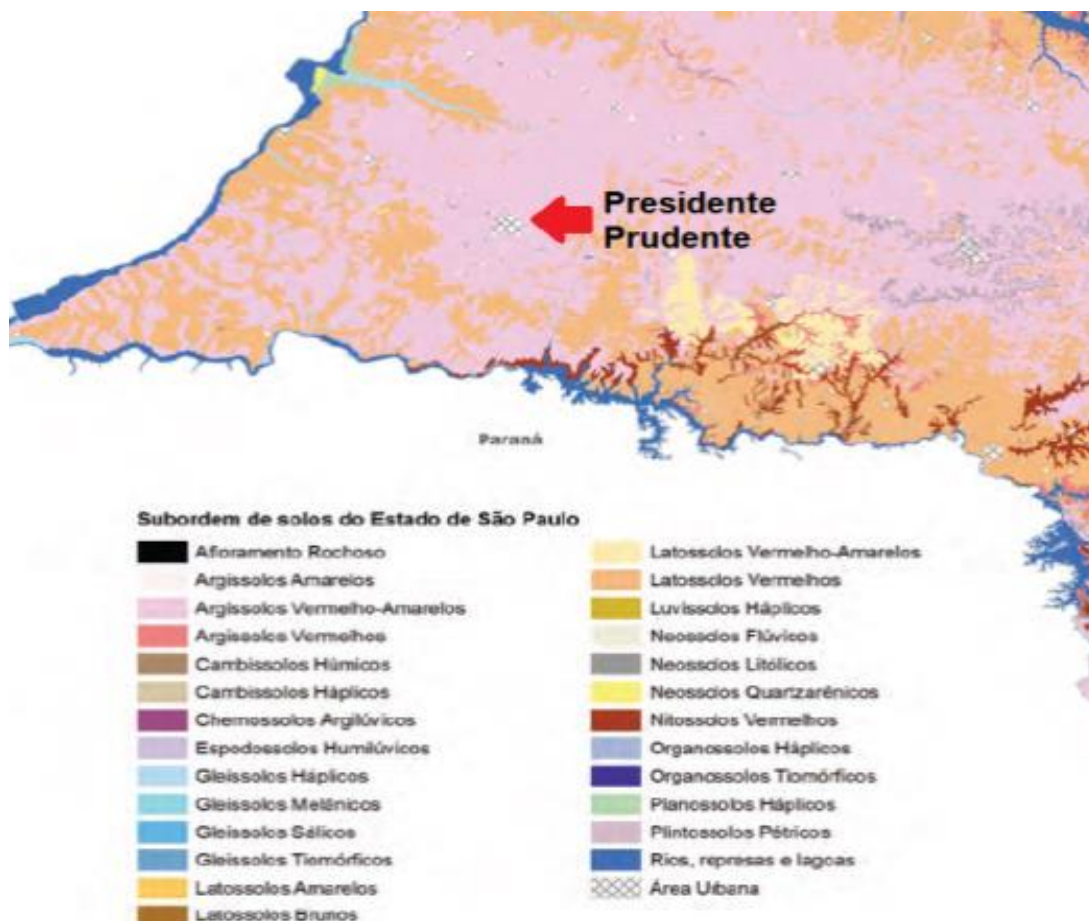 Presidente
Prudente
Paraná
Subordem de solos do Estado de São Paulo
Afloramento Rochoso
Argissolos Amarelos
Argissolos Vermelho-Amarelos
Argissolos Vermelhos
Cambissolos Húmicos
Cambissolos Háplicos
Chernossolos Argilúvicos
Espodossolos Humilúvicos
Gleissolos Háplicos
Gleissolos Melânicos
Gleissolos Sálicos
Gleissolos Tiomórficos
Latossolos Amarelos
Latossolos Brunos
Latossolos Vermelho-Amarelos
Latossolos Vermelhos
Luvissolos Háplicos
Neossolos Flúvicos
Neossolos Litólicos
Neossolos Quartzarênicos
Nitossolos Vermelhos
Organossolos Háplicos
Organossolos Tiomórficos
Planossolos Háplicos
Plintossolos Pétricos
Rios, represas e lagoas
Área Urbana